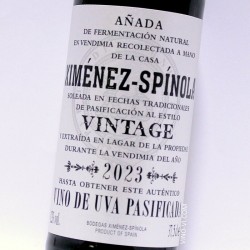 AÑADA
DE FERMENTACIÓN NATURAL
EN VENDIMIA RECOLECTADA A MANO
DE LA CASA
XIMÉNEZ-SPÍNOLA
SOLEADA EN FECHAS TRADICIONALES
DE PASIFICACIÓN AL ESTILO
VINTAGE
Y EXTRAÍDA EN LAGAR DE LA PROPIEDAD
DURANTE LA VENDIMIA DEL AÑO
2023
HASTA OBTENER ESTE AUTÉNTICO
VINO DE UVA PASIFICADA
BODEGAS XIMÉNEZ-SPÍNOLA
PRODUCT OF SPAIN